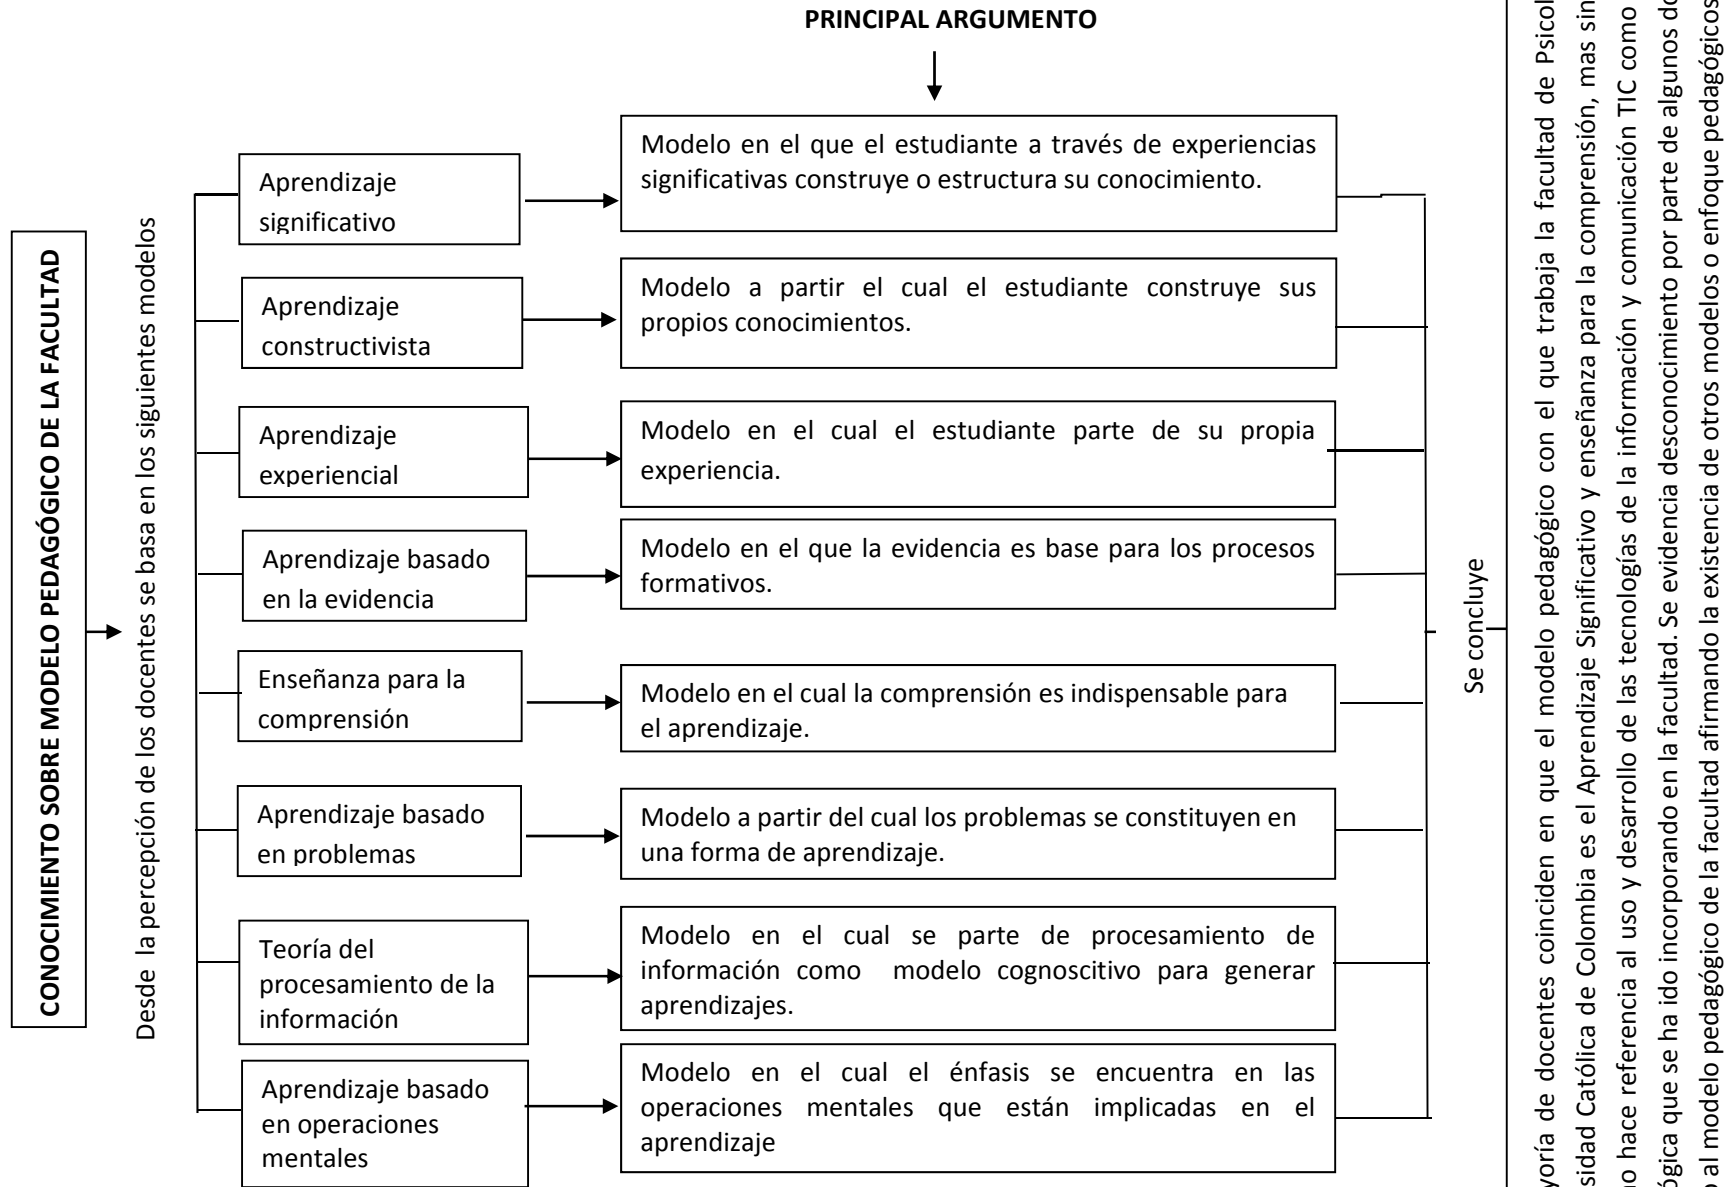 PRINCIPAL ARGUMENTO
CONOCIMIENTO SOBRE MODELO PEDAGÓGICO DE LA FACULTAD
Desde la percepción de los docentes se basa en los siguientes modelos
Aprendizaje
significativo
Modelo en el que el estudiante a través de experiencias
significativas construye o estructura su conocimiento.
Aprendizaje
constructivista
Modelo a partir el cual el estudiante construye sus
propios conocimientos.
Aprendizaje
experiencial
Modelo en el cual el estudiante parte de su propia
experiencia.
Aprendizaje basado
en la evidencia
Modelo en el que la evidencia es base para los procesos
formativos.
Enseñanza para la
comprensión
Modelo en el cual la comprensión es indispensable para
el aprendizaje.
Aprendizaje basado
en problemas
Modelo a partir del cual los problemas se constituyen en
una forma de aprendizaje.
Teoría del
procesamiento de la
información
Modelo en el cual se parte de procesamiento de
información como modelo cognoscitivo para generar
aprendizajes.
Aprendizaje basado
en operaciones
mentales
Modelo en el cual el énfasis se encuentra en las
operaciones mentales que están implicadas en el
aprendizaje
Se concluye
yoría de docentes coinciden en que el modelo pedagógico con el que trabaja la facultad de Psicol
sidad Católica de Colombia es el Aprendizaje Significativo y enseñanza para la comprensión, mas sin
no hace referencia al uso y desarrollo de las tecnologías de la información y comunicación TIC como
ógica que se ha ido incorporando en la facultad. Se evidencia desconocimiento por parte de algunos do
o al modelo pedagógico de la facultad afirmando la existencia de otros modelos o enfoque pedagógicos